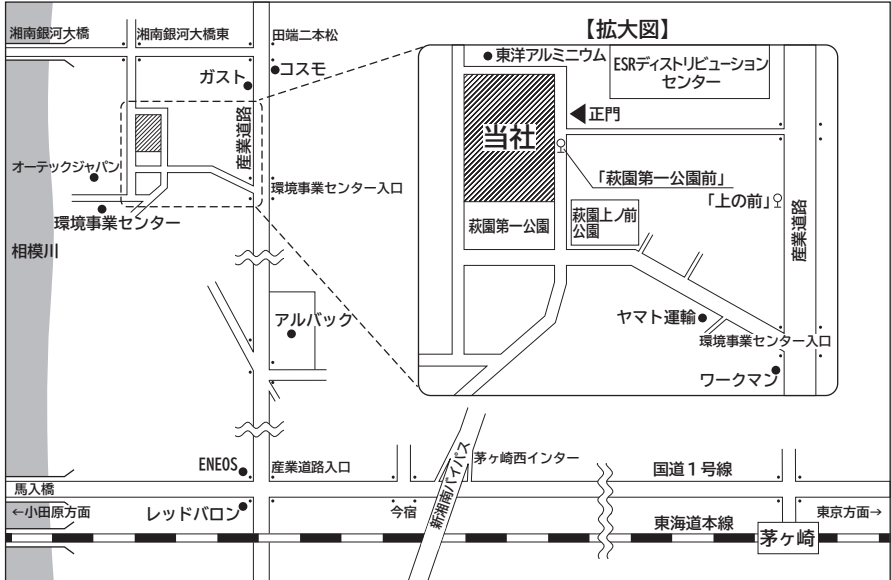 湘南銀河大橋
湘南銀河大橋東
田端二本松
コスモ
ガスト
産業道路
オーテックジャパン
環境事業センター入口
環境事業センター
相模川
アルバック
【拡大図】
東洋アルミニウム
ESRディストリビューション
センター
当社
正門
「萩園第一公園前」
「上の前」
萩園第一公園
萩園上ノ前
公園
産業道路
ヤマト運輸
環境事業センター入口
ワークマン
ENEOS
産業道路入口
新湘南バイパス
茅ヶ崎西インター
国道1号線
馬入橋
←小田原方面
レッドバロン
今宿
東海道本線
東京方面→
茅ヶ崎